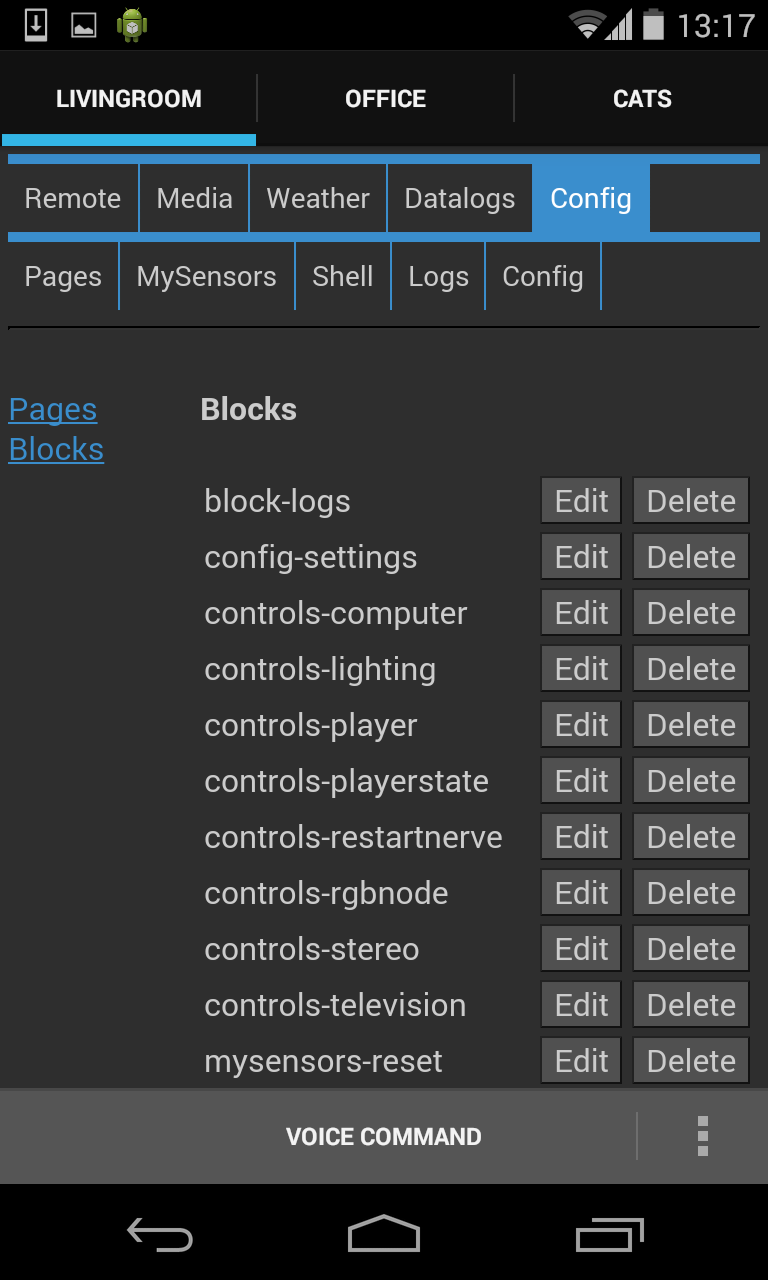 13:17
LIVINGROOM OFFICE CATS
Remote Media Weather Datalogs Config
Pages MySensors Shell Logs Config
Pages Blocks
Blocks
block-logs Edit Delete
config-settings Edit Delete
controls-computer Edit Delete
controls-lighting Edit Delete
controls-player Edit Delete
controls-playerstate Edit Delete
controls-restartnerve Edit Delete
controls-rgbnode Edit Delete
controls-stereo Edit Delete
controls-television Edit Delete
mysensors-reset Edit Delete
VOICE COMMAND